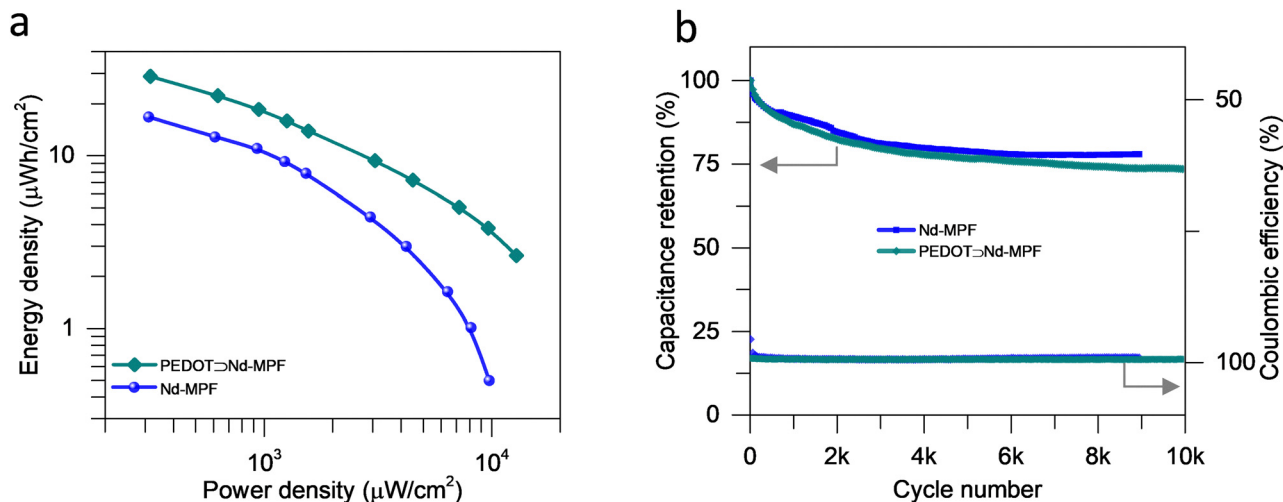 a
Energy density (μWh/cm²)
10
1
PEDOT⊃Nd-MPF
Nd-MPF
10³
10⁴
Power density (μW/cm²)
b
Capacitance retention (%)
100
75
50
25
0
Nd-MPF
PEDOT⊃Nd-MPF
50
100
Coulombic efficiency (%)
0 2k 4k 6k 8k 10k
Cycle number